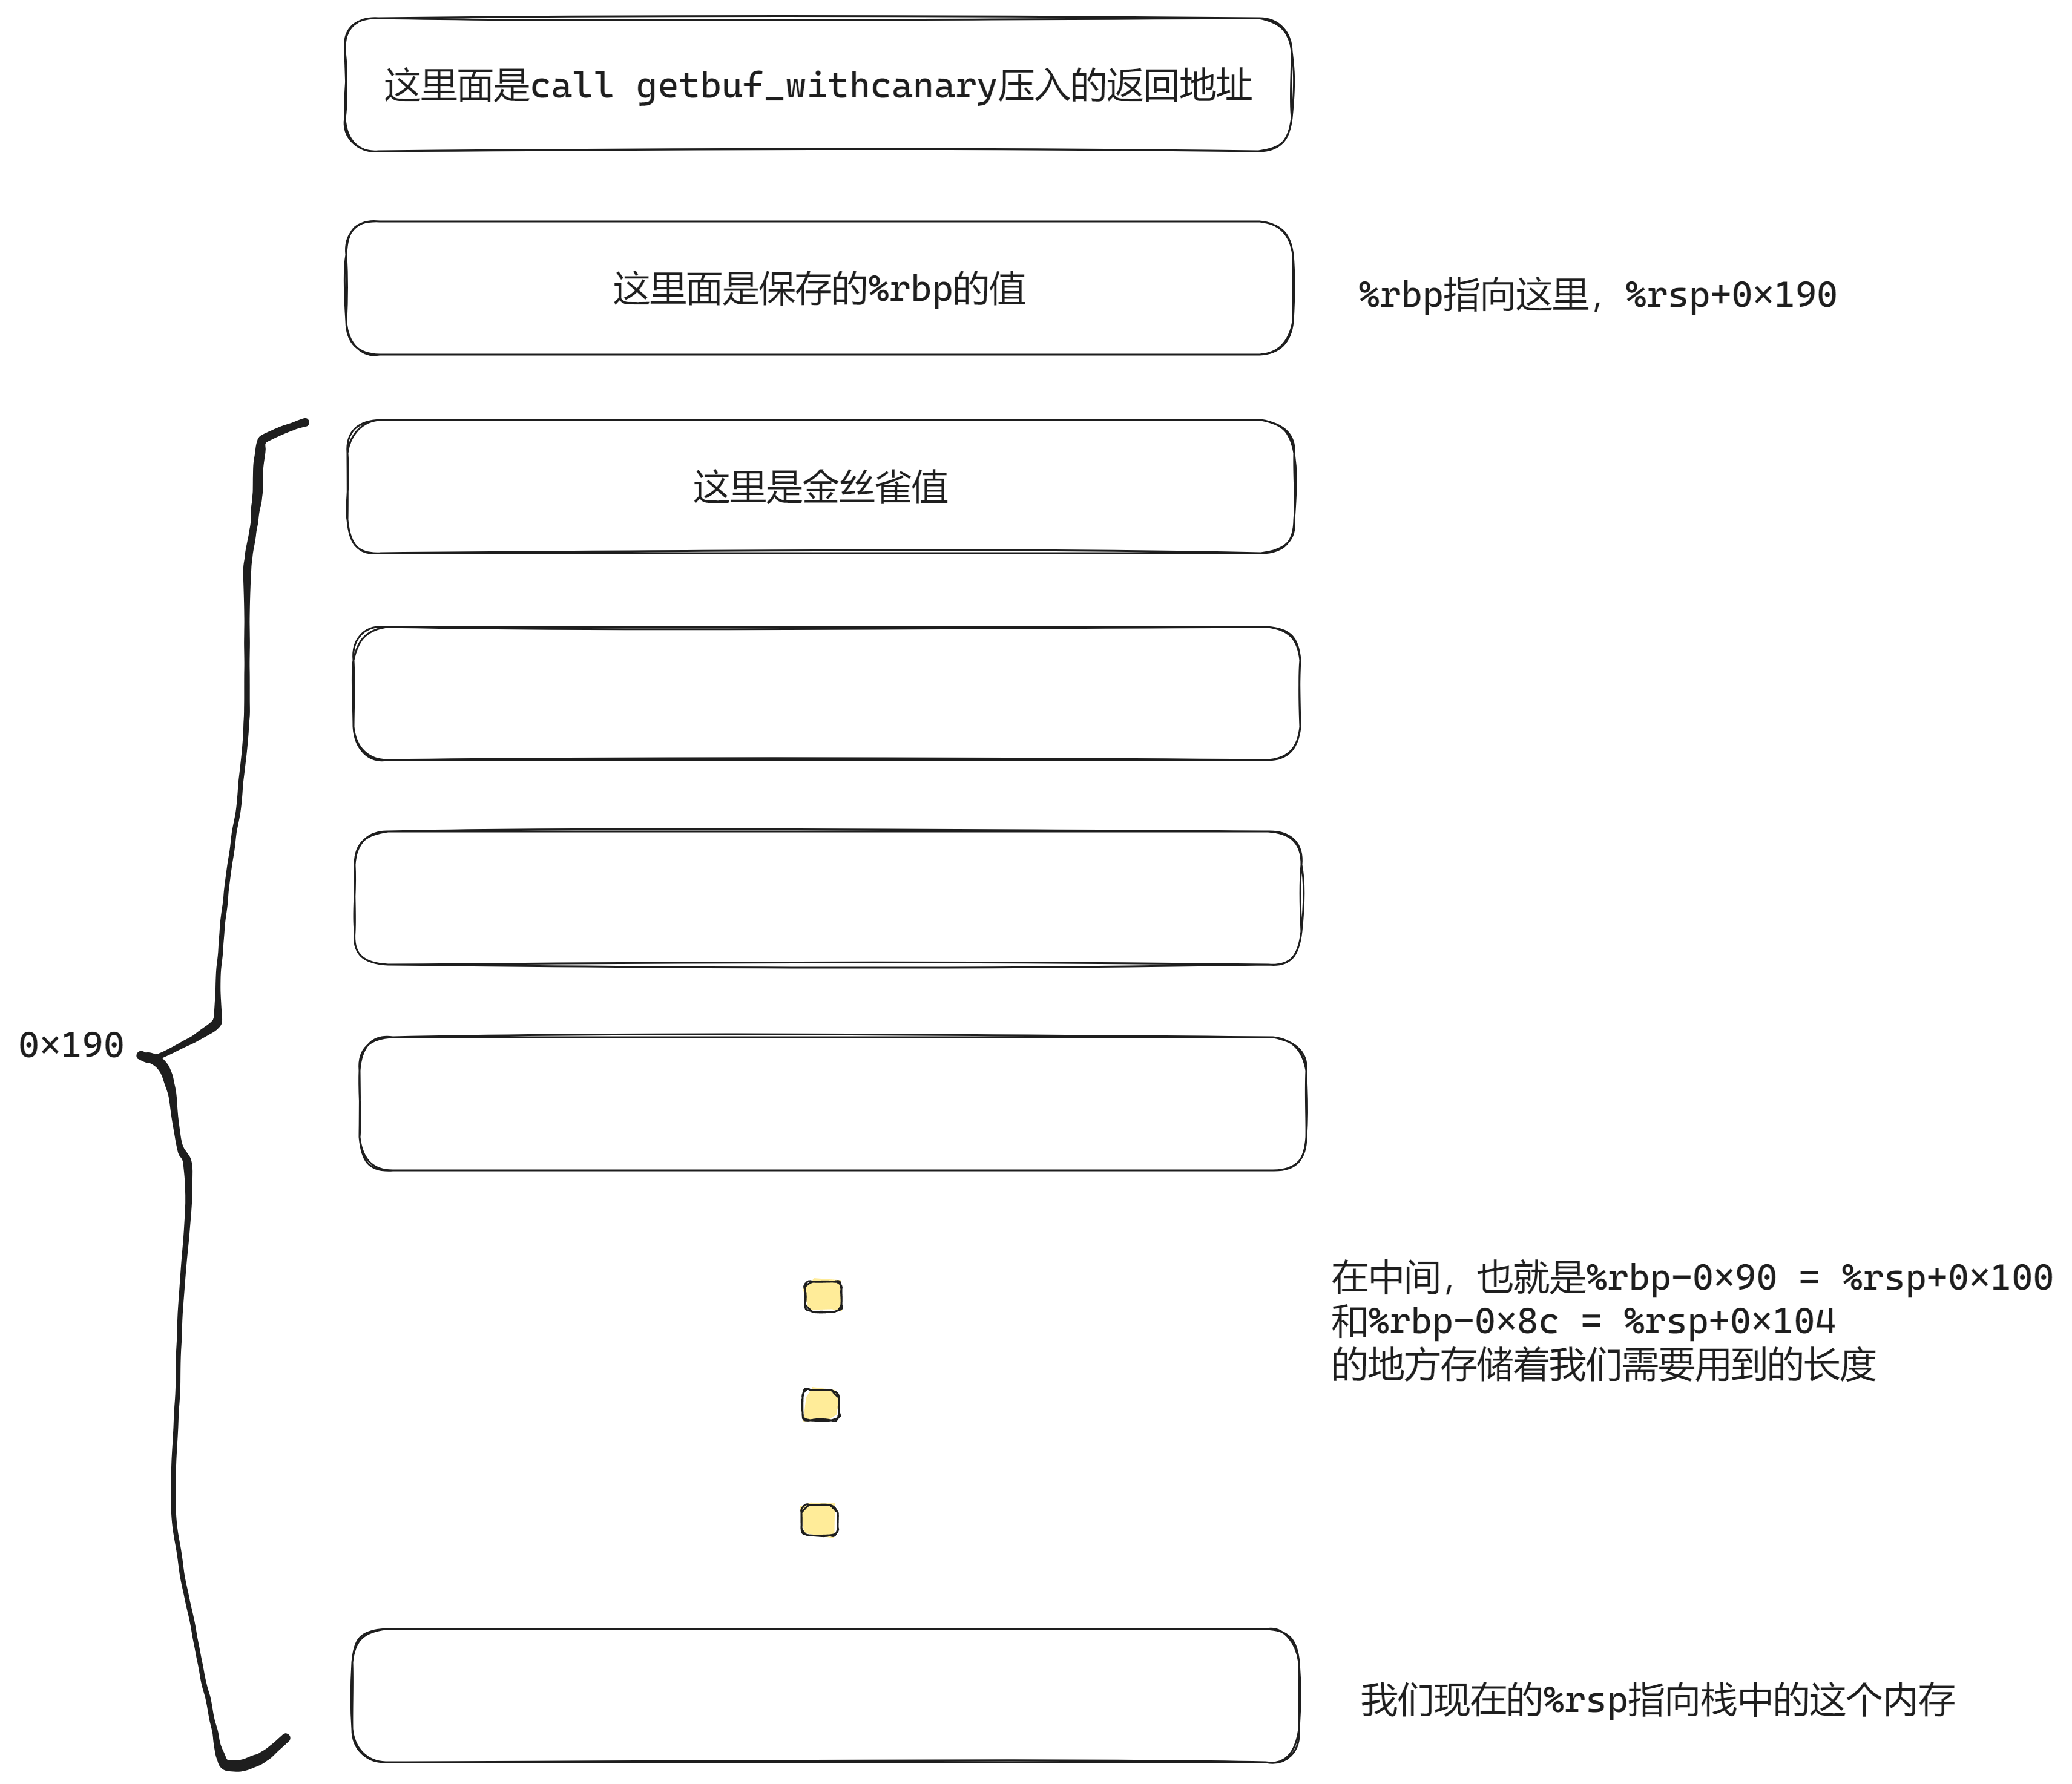 这里面是call getbuf_withcanary压入的返回地址
这里面是保存的%rbp的值
%rbp指向这里，%rsp+0×190
这里是金丝雀值
0×190
在中间，也就是%rbp-0×90 = %rsp+0×100
和%rbp-0×8c = %rsp+0×104
的地方存储着我们需要用到的长度
我们现在的%rsp指向栈中的这个内存